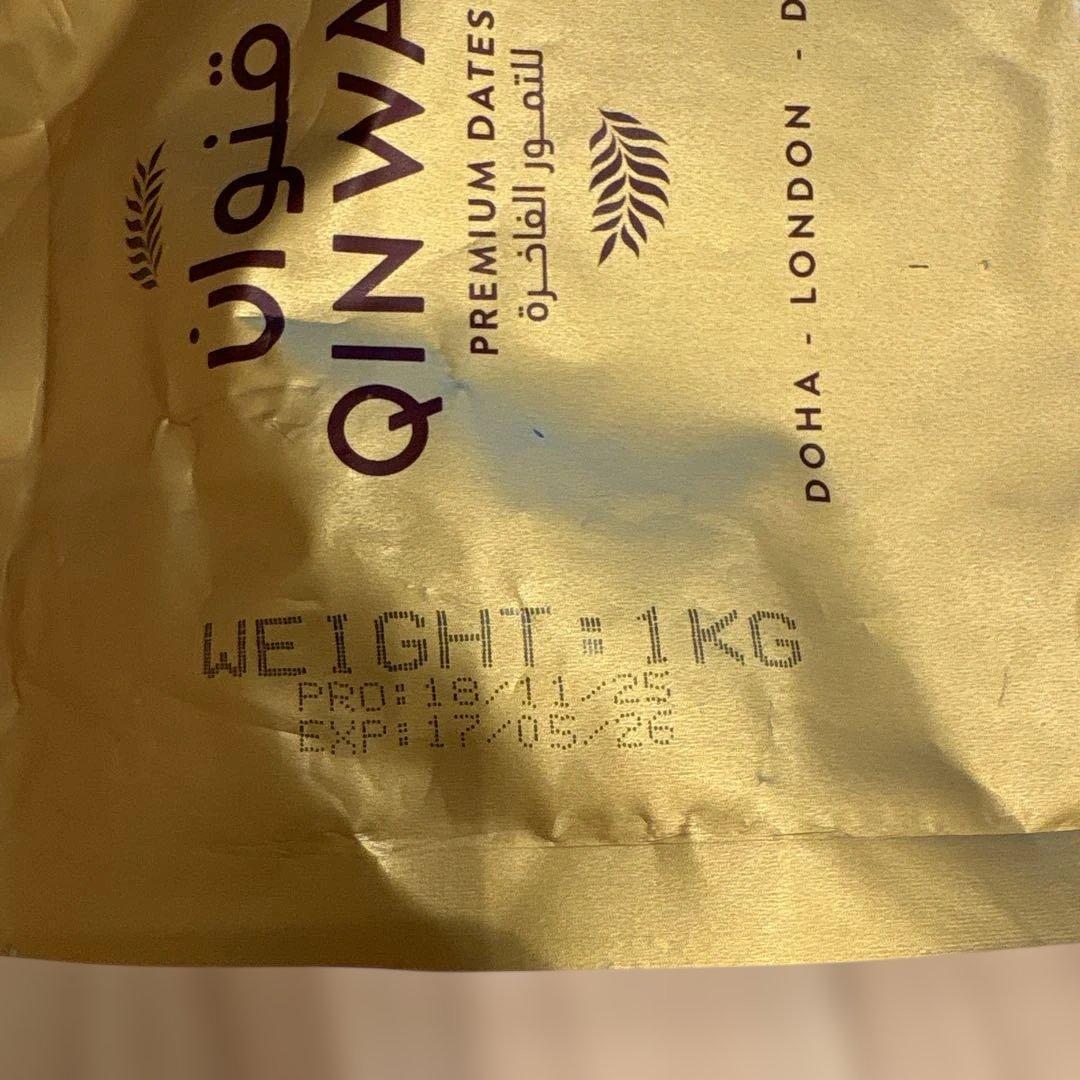 قنوان
QINWA
PREMIUM DATES
للتمور الفاخرة
DOHA - LONDON - D
WEIGHT:1KG
PRO:18/11/25
EXP:17/05/26